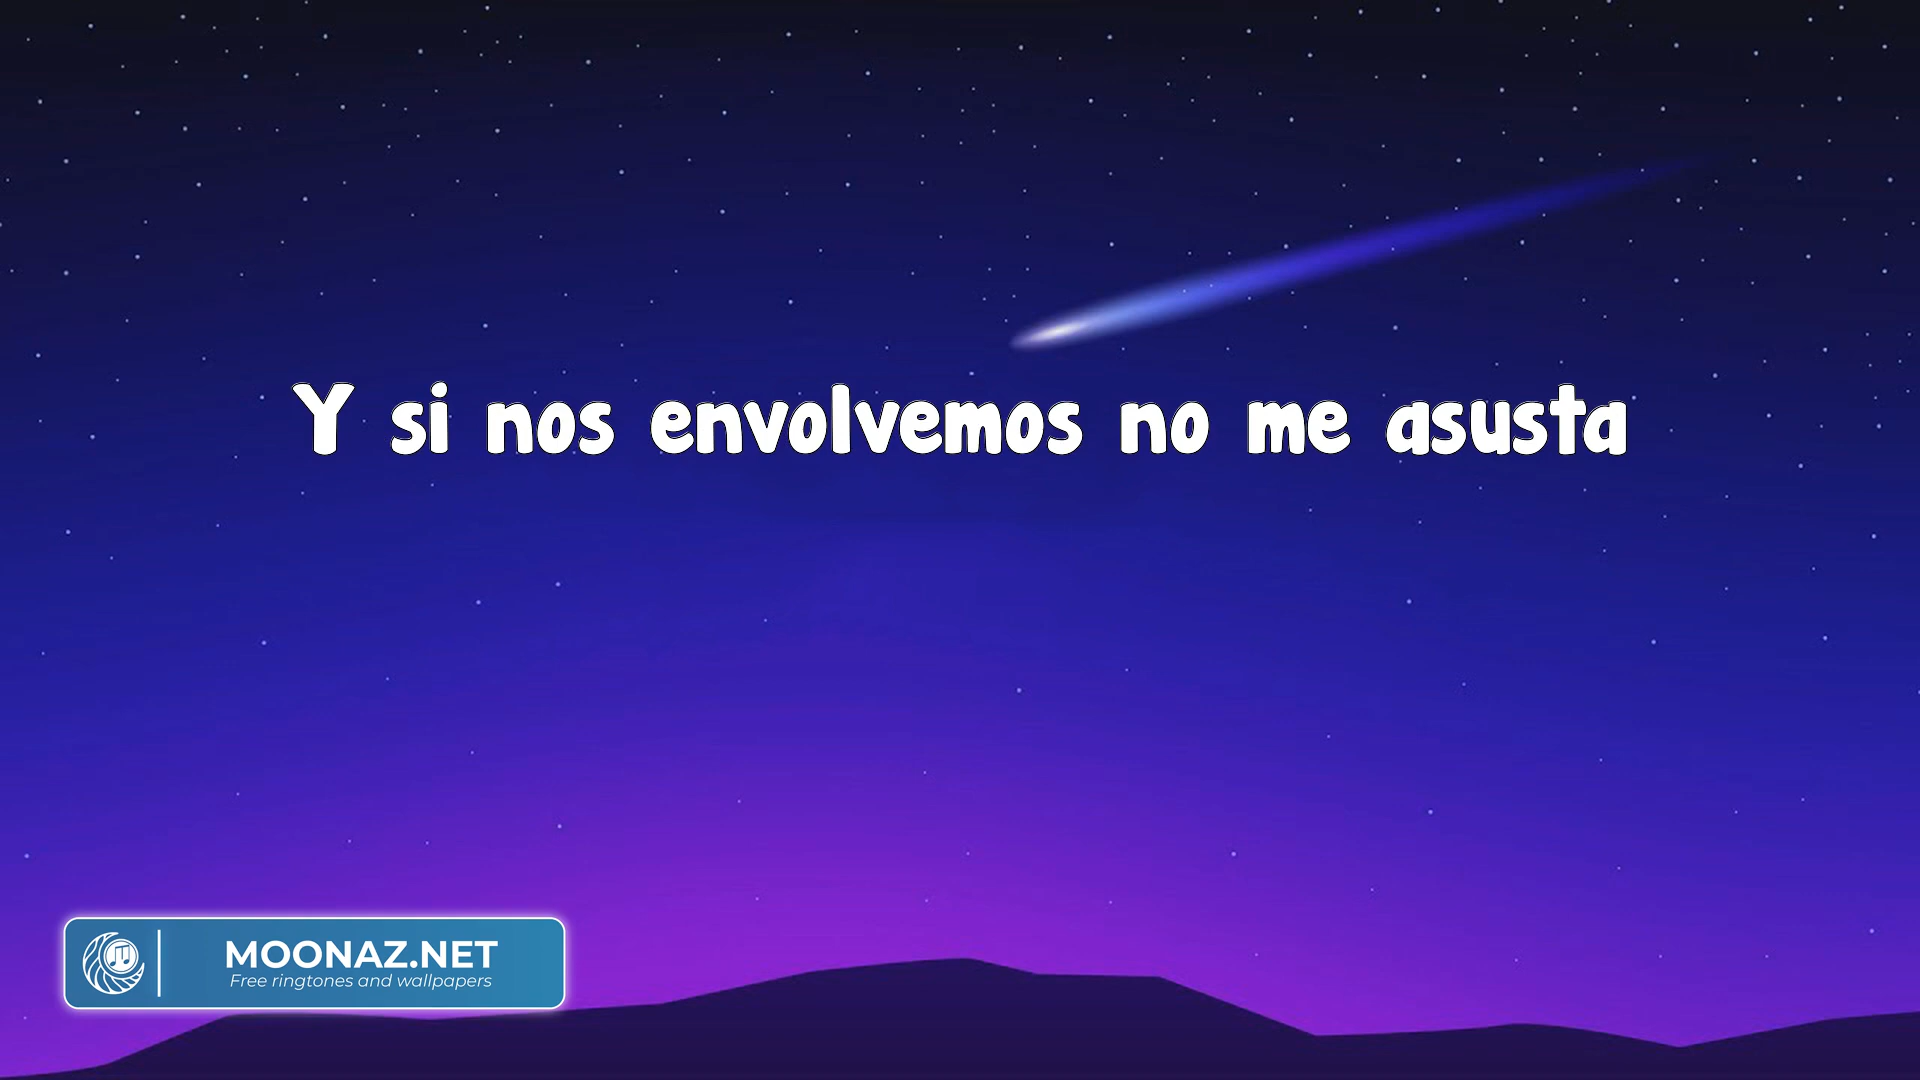 Y si nos envolvemos no me asusta
MOONAZ.NET
Free ringtones and wallpapers